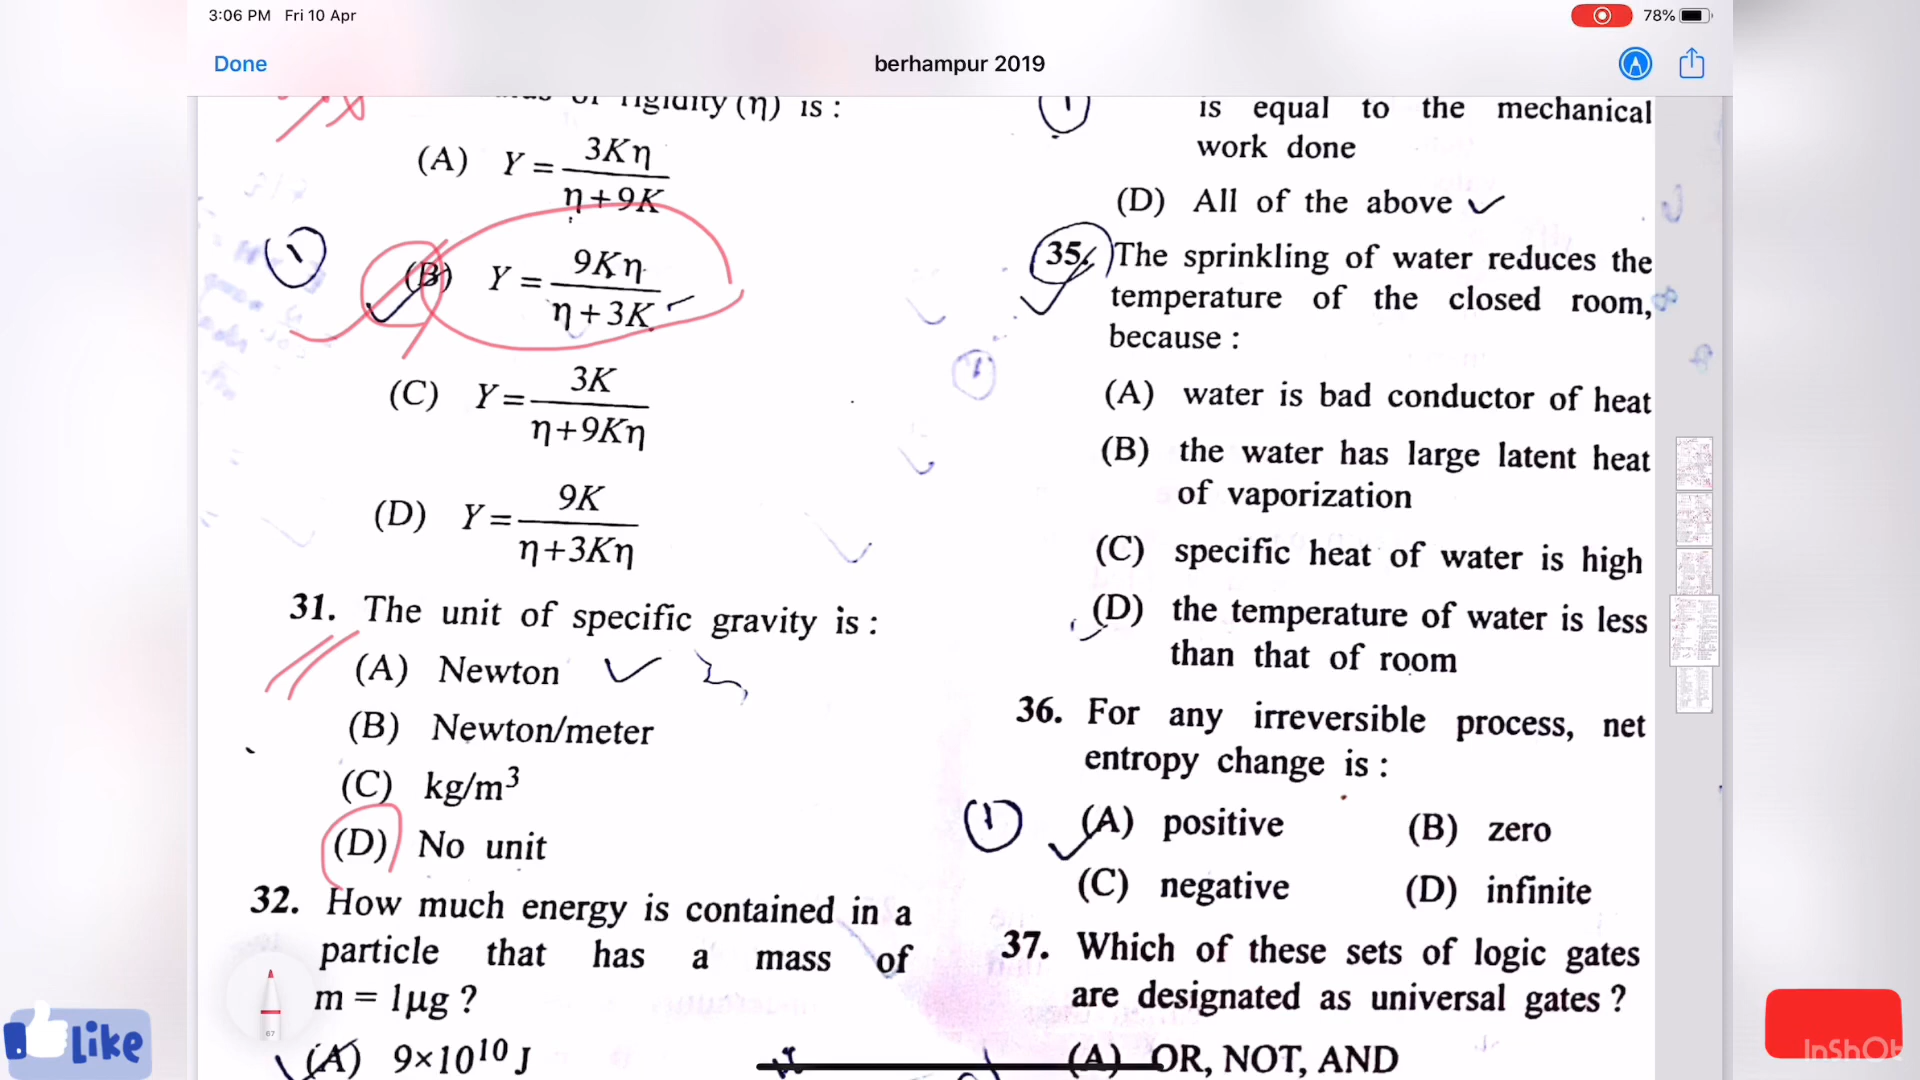 3:06 PM Fri 10 Apr
78%
Done
berhampur 2019
of rigidity (η) is :
(A) Y = 3Kη / η + 9K
(B) Y = 9Kη / η + 3K
(C) Y = 3K / η + 9Kη
(D) Y = 9K / η + 3Kη
31. The unit of specific gravity is :
(A) Newton
(B) Newton/meter
(C) kg/m³
(D) No unit
32. How much energy is contained in a
particle that has a mass of
m = 1μg ?
(A) 9×10¹⁰ J
is equal to the mechanical
work done
(D) All of the above
35. The sprinkling of water reduces the
temperature of the closed room,
because :
(A) water is bad conductor of heat
(B) the water has large latent heat
of vaporization
(C) specific heat of water is high
(D) the temperature of water is less
than that of room
36. For any irreversible process, net
entropy change is :
(A) positive (B) zero
(C) negative (D) infinite
37. Which of these sets of logic gates
are designated as universal gates ?
(A) OR, NOT, AND
67
Like
InShOt